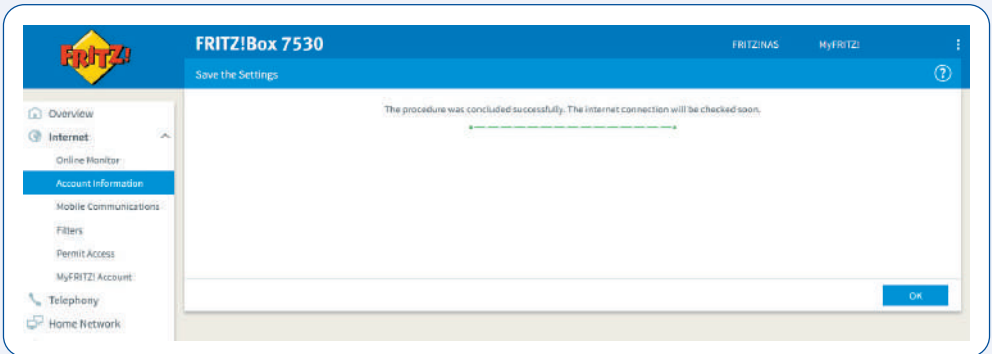 FRITZ!
FRITZ!Box 7530
FRITZ!NAS
MyFRITZ!
Save the Settings
?
The procedure was concluded successfully. The internet connection will be checked soon.
Overview
Internet
Online Monitor
Account Information
Mobile Communications
Filters
Permit Access
MyFRITZ! Account
Telephony
Home Network
OK